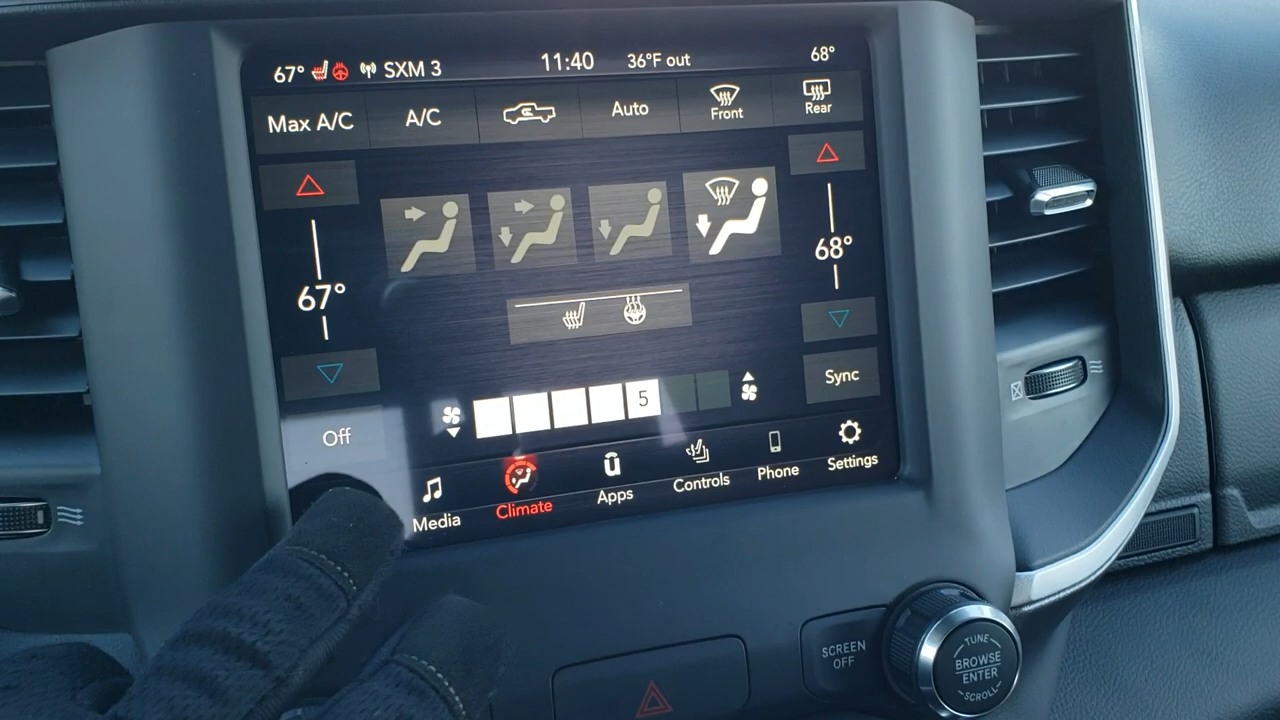 67° SXM 3 11:40 36°F out 68°
Max A/C A/C Auto Front Rear
67° 68°
5 Sync
Off
Media Climate Apps Controls Phone Settings
SCREEN OFF
TUNE
BROWSE
ENTER
SCROLL